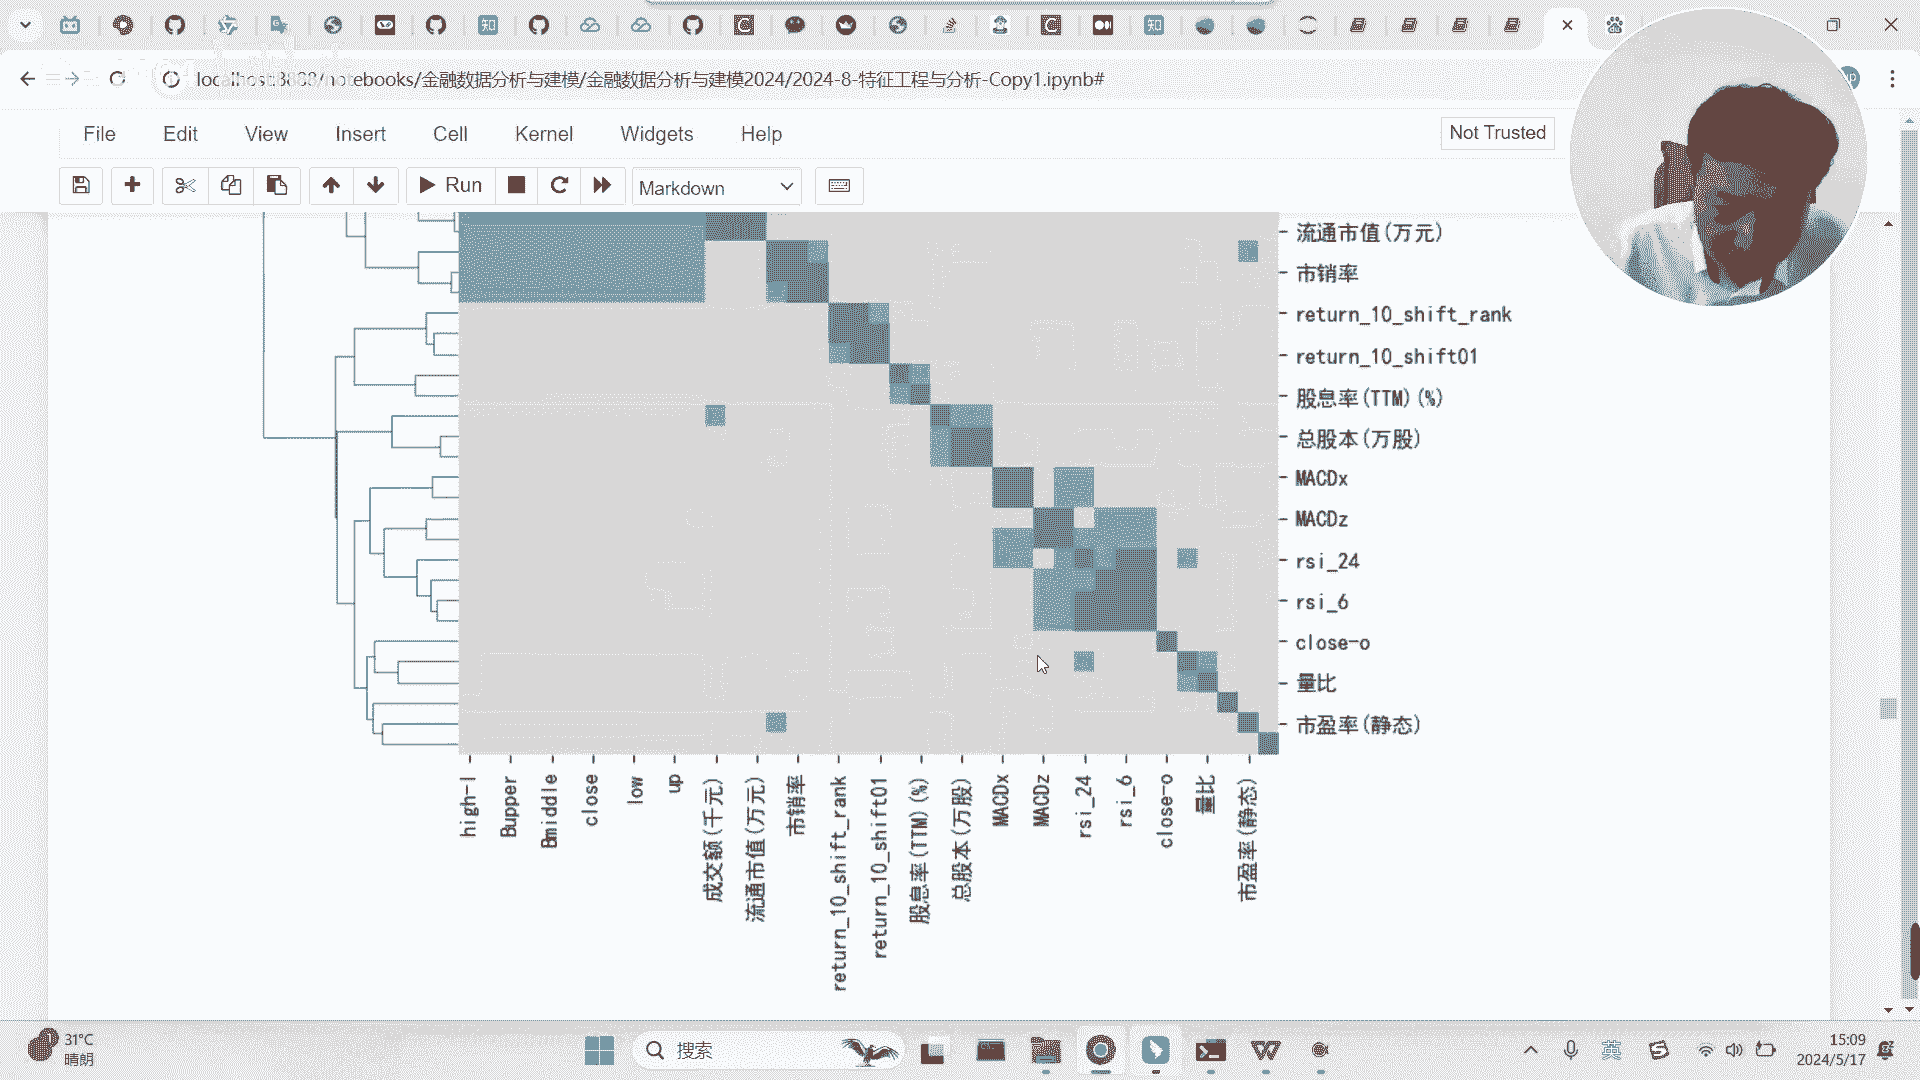 localhost:8888/notebooks/金融数据分析与建模/金融数据分析与建模2024/2024-8-特征工程与分析-Copy1.ipynb#
File Edit View Insert Cell Kernel Widgets Help
Not Trusted
Run
Markdown
流通市值(万元)
市销率
return_10_shift_rank
return_10_shift01
股息率(TTM)(%)
总股本(万股)
MACDx
MACDz
rsi_24
rsi_6
close-o
量比
市盈率(静态)
high-l
Bupper
Bmiddle
close
low
up
成交额(千元)
流通市值(万元)
市销率
return_10_shift_rank
return_10_shift01
股息率(TTM)(%)
总股本(万股)
MACDx
MACDz
rsi_24
rsi_6
close-o
量比
市盈率(静态)
31°C
晴朗
搜索
英
15:09
2024/5/17